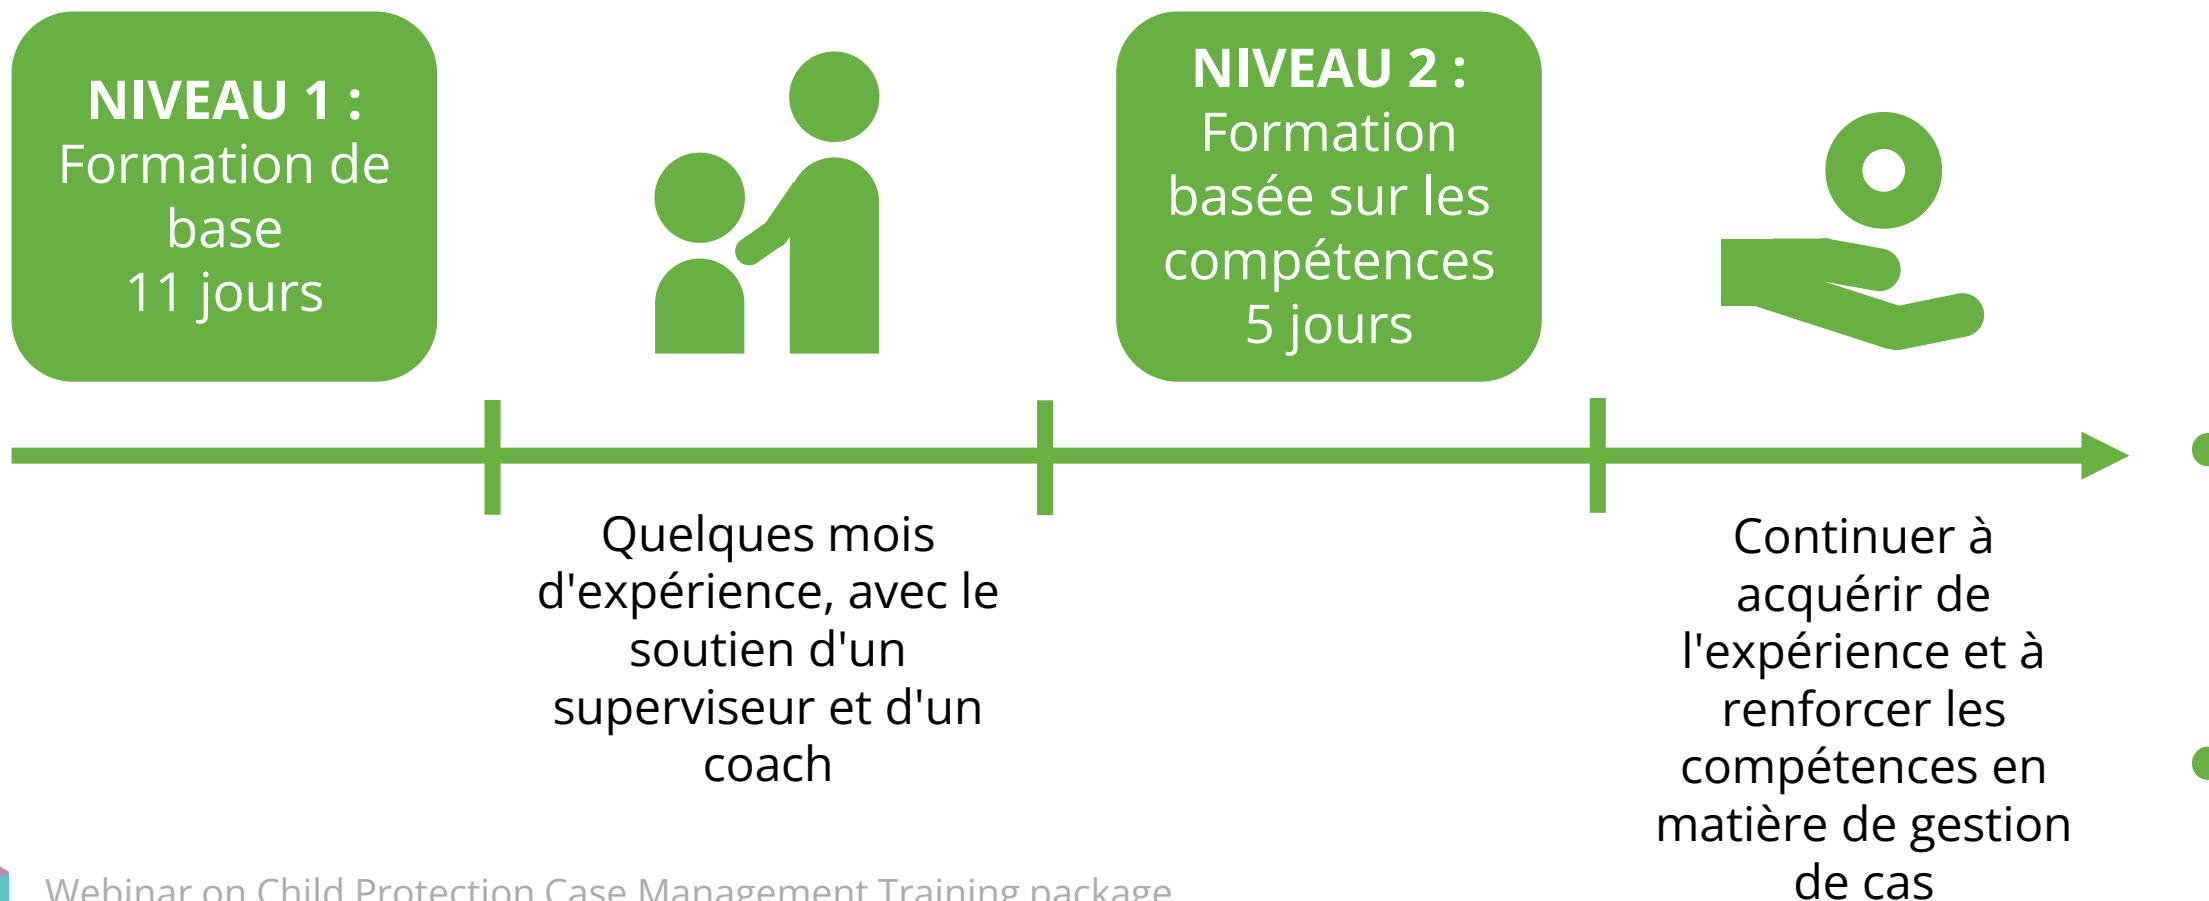 NIVEAU 1 :
Formation de
base
11 jours
NIVEAU 2 :
Formation
basée sur les
compétences
5 jours
Quelques mois
d'expérience, avec le
soutien d'un
superviseur et d'un
coach
Continuer à
acquérir de
l'expérience et à
renforcer les
compétences en
matière de gestion
de cas
Webinar on Child Protection Case Management Training package